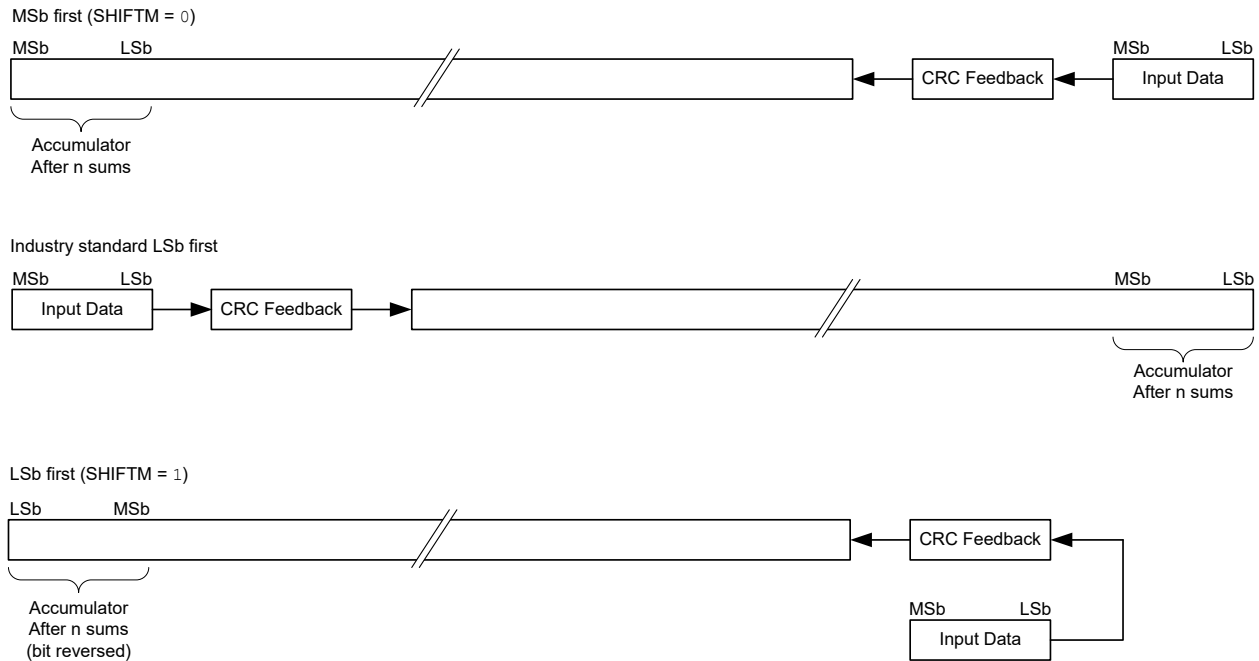 MSb first (SHIFTM = 0)
MSb LSb MSb LSb
CRC Feedback Input Data
Accumulator
After n sums
Industry standard LSb first
MSb LSb MSb LSb
Input Data CRC Feedback
Accumulator
After n sums
LSb first (SHIFTM = 1)
LSb MSb
CRC Feedback
Accumulator
After n sums
(bit reversed)
MSb LSb
Input Data